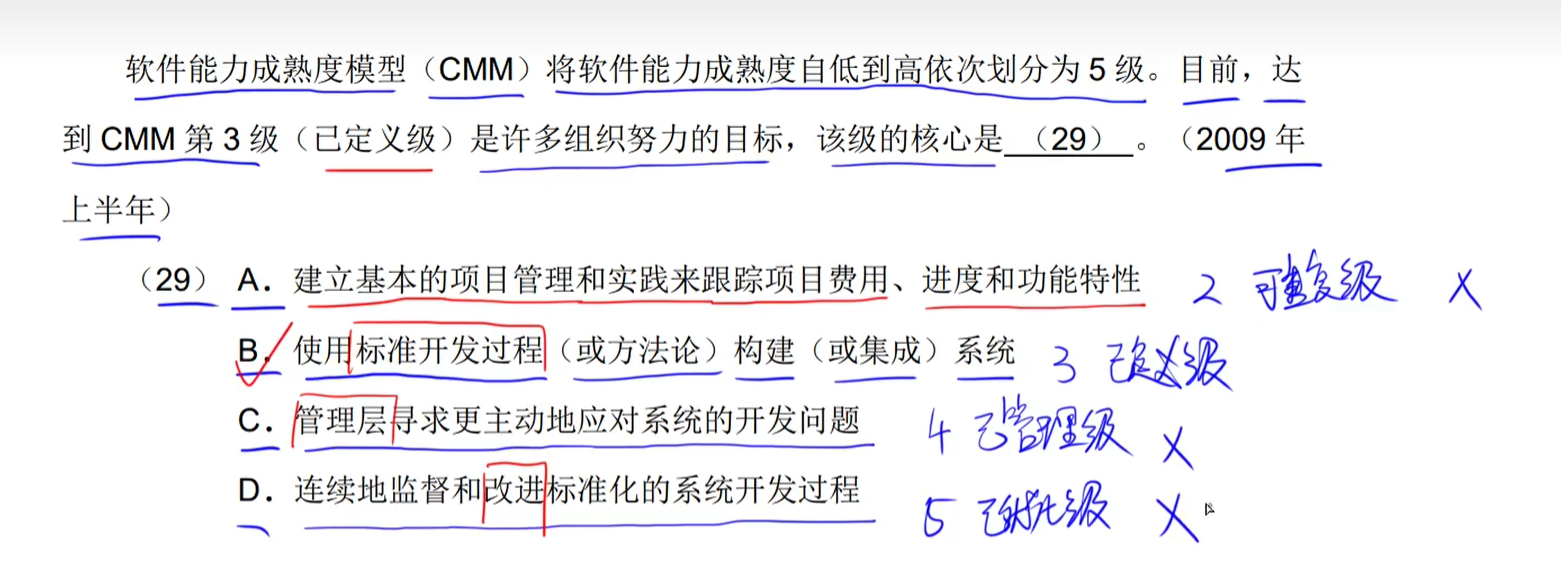 软件能力成熟度模型（CMM）将软件能力成熟度自低到高依次划分为 5 级。目前，达
到 CMM 第 3 级（已定义级）是许多组织努力的目标，该级的核心是 （29） 。（2009 年
上半年）
（29） A．建立基本的项目管理和实践来跟踪项目费用、进度和功能特性 2 可重复级 X
B．使用标准开发过程（或方法论）构建（或集成）系统 3 已定义级
C．管理层寻求更主动地应对系统的开发问题 4 已管理级 X
D．连续地监督和改进标准化的系统开发过程 5 级 X